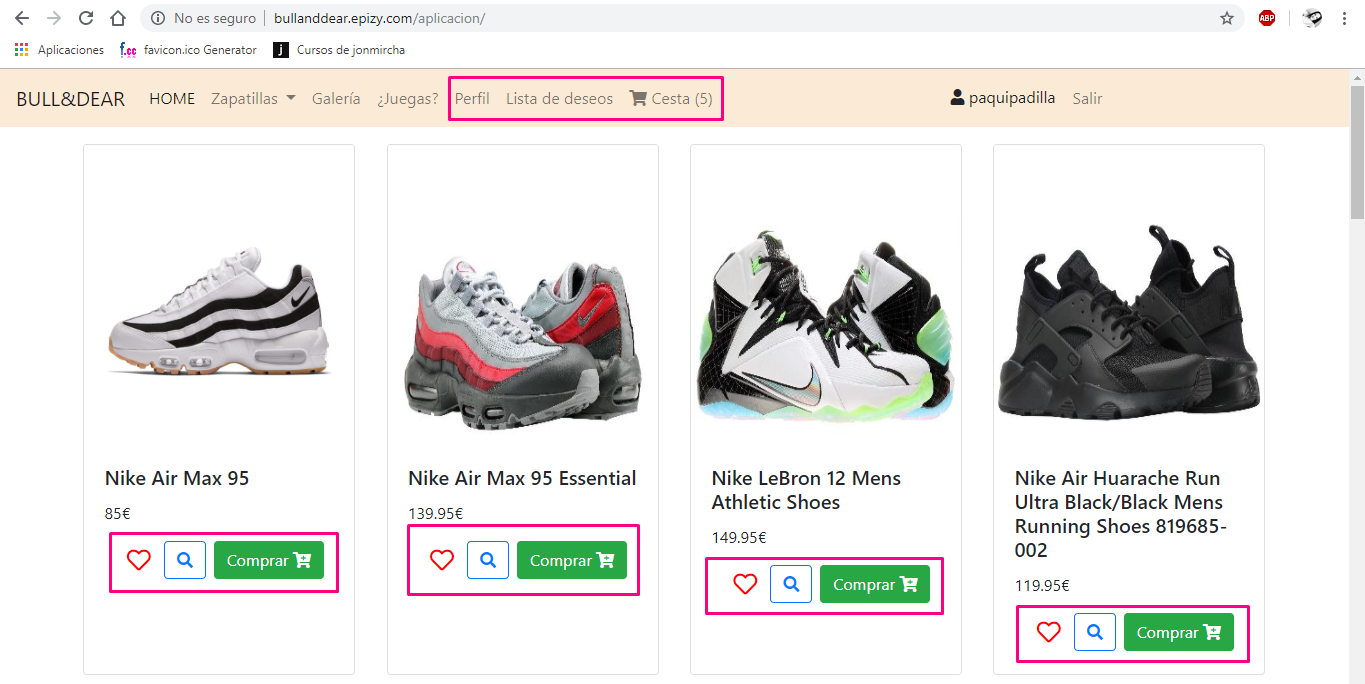 No es seguro | bullanddear.epizy.com/aplicacion/
ABP
Aplicaciones f.cc favicon.ico Generator j Cursos de jonmircha
BULL&DEAR HOME Zapatillas Galería ¿Juegas? Perfil Lista de deseos Cesta (5) paquipadilla Salir
Nike Air Max 95
85€
Comprar
Nike Air Max 95 Essential
139.95€
Comprar
Nike LeBron 12 Mens
Athletic Shoes
149.95€
Comprar
Nike Air Huarache Run
Ultra Black/Black Mens
Running Shoes 819685-
002
119.95€
Comprar